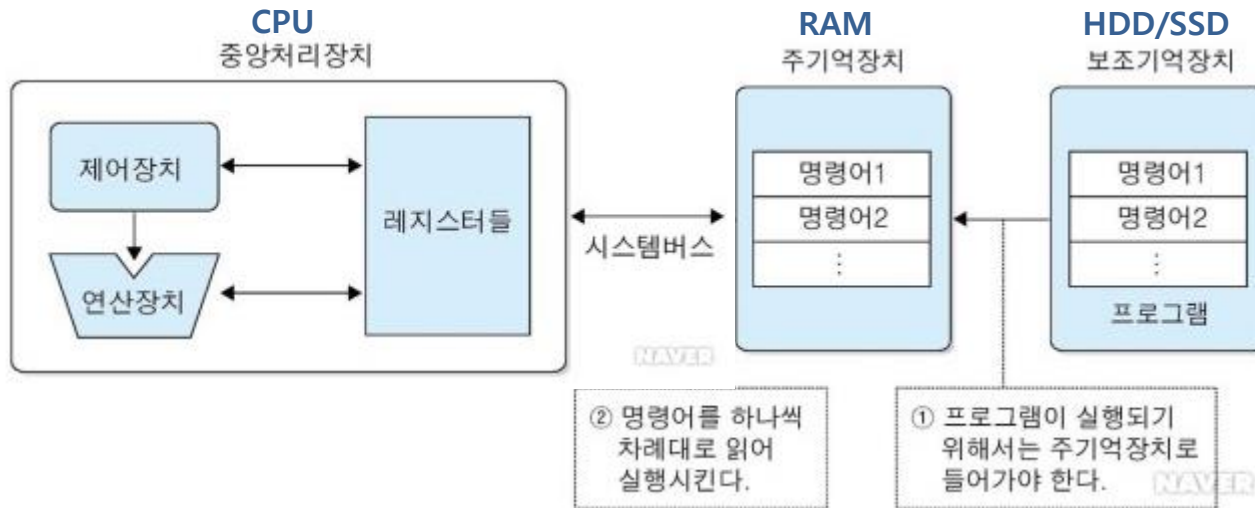 CPU
중앙처리장치
제어장치
연산장치
레지스터들
시스템버스
RAM
주기억장치
명령어1
명령어2
⋮
HDD/SSD
보조기억장치
명령어1
명령어2
⋮
프로그램
NAVER
② 명령어를 하나씩
차례대로 읽어
실행시킨다.
① 프로그램이 실행되기
위해서는 주기억장치로
들어가야 한다.
NAVER